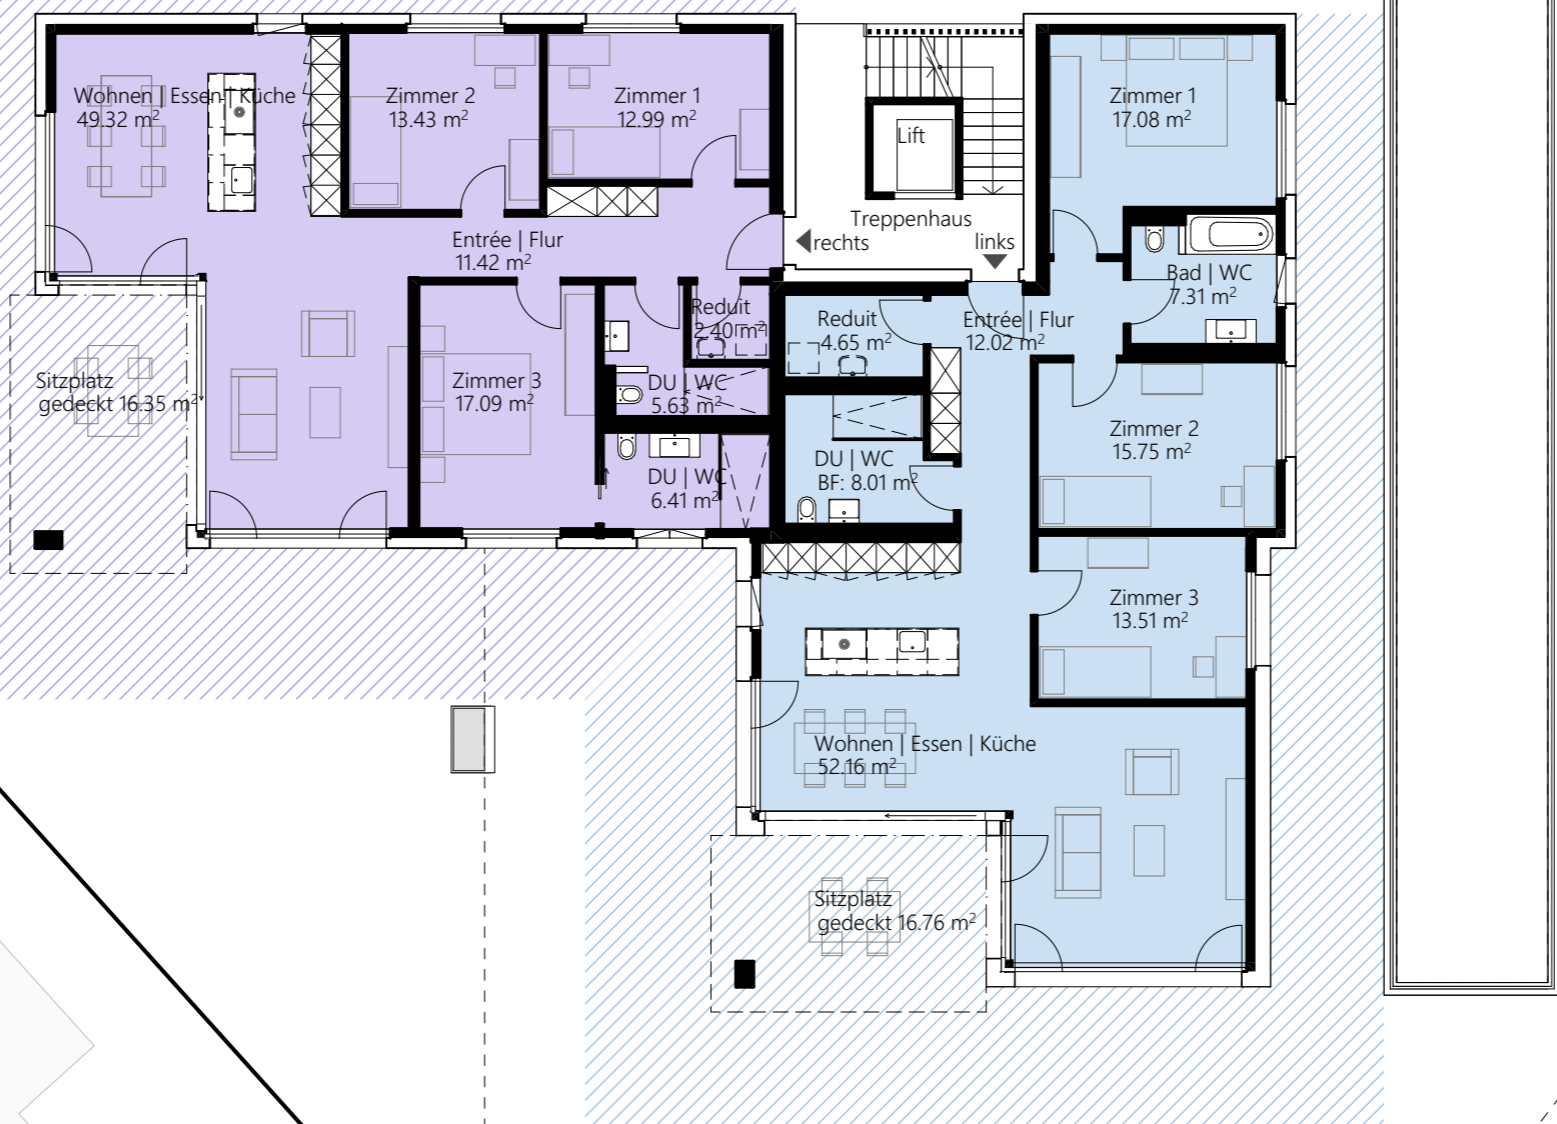 Wohnen | Essen | Küche
49.32 m²
Zimmer 2
13.43 m²
Zimmer 1
12.99 m²
Entrée | Flur
11.42 m²
Reduit
2.40 m²
Zimmer 3
17.09 m²
DU | WC
5.63 m²
DU | WC
6.41 m²
Sitzplatz
gedeckt 16.35 m²
Lift
Treppenhaus
rechts
links
Zimmer 1
17.08 m²
Bad | WC
7.31 m²
Reduit
4.65 m²
Entrée | Flur
12.02 m²
Zimmer 2
15.75 m²
DU | WC
BF: 8.01 m²
Zimmer 3
13.51 m²
Wohnen | Essen | Küche
52.16 m²
Sitzplatz
gedeckt 16.76 m²